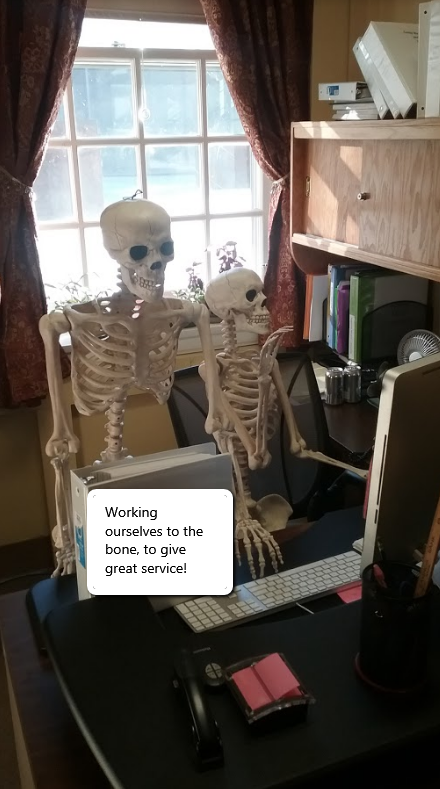 Working
ourselves to the
bone, to give
great service!